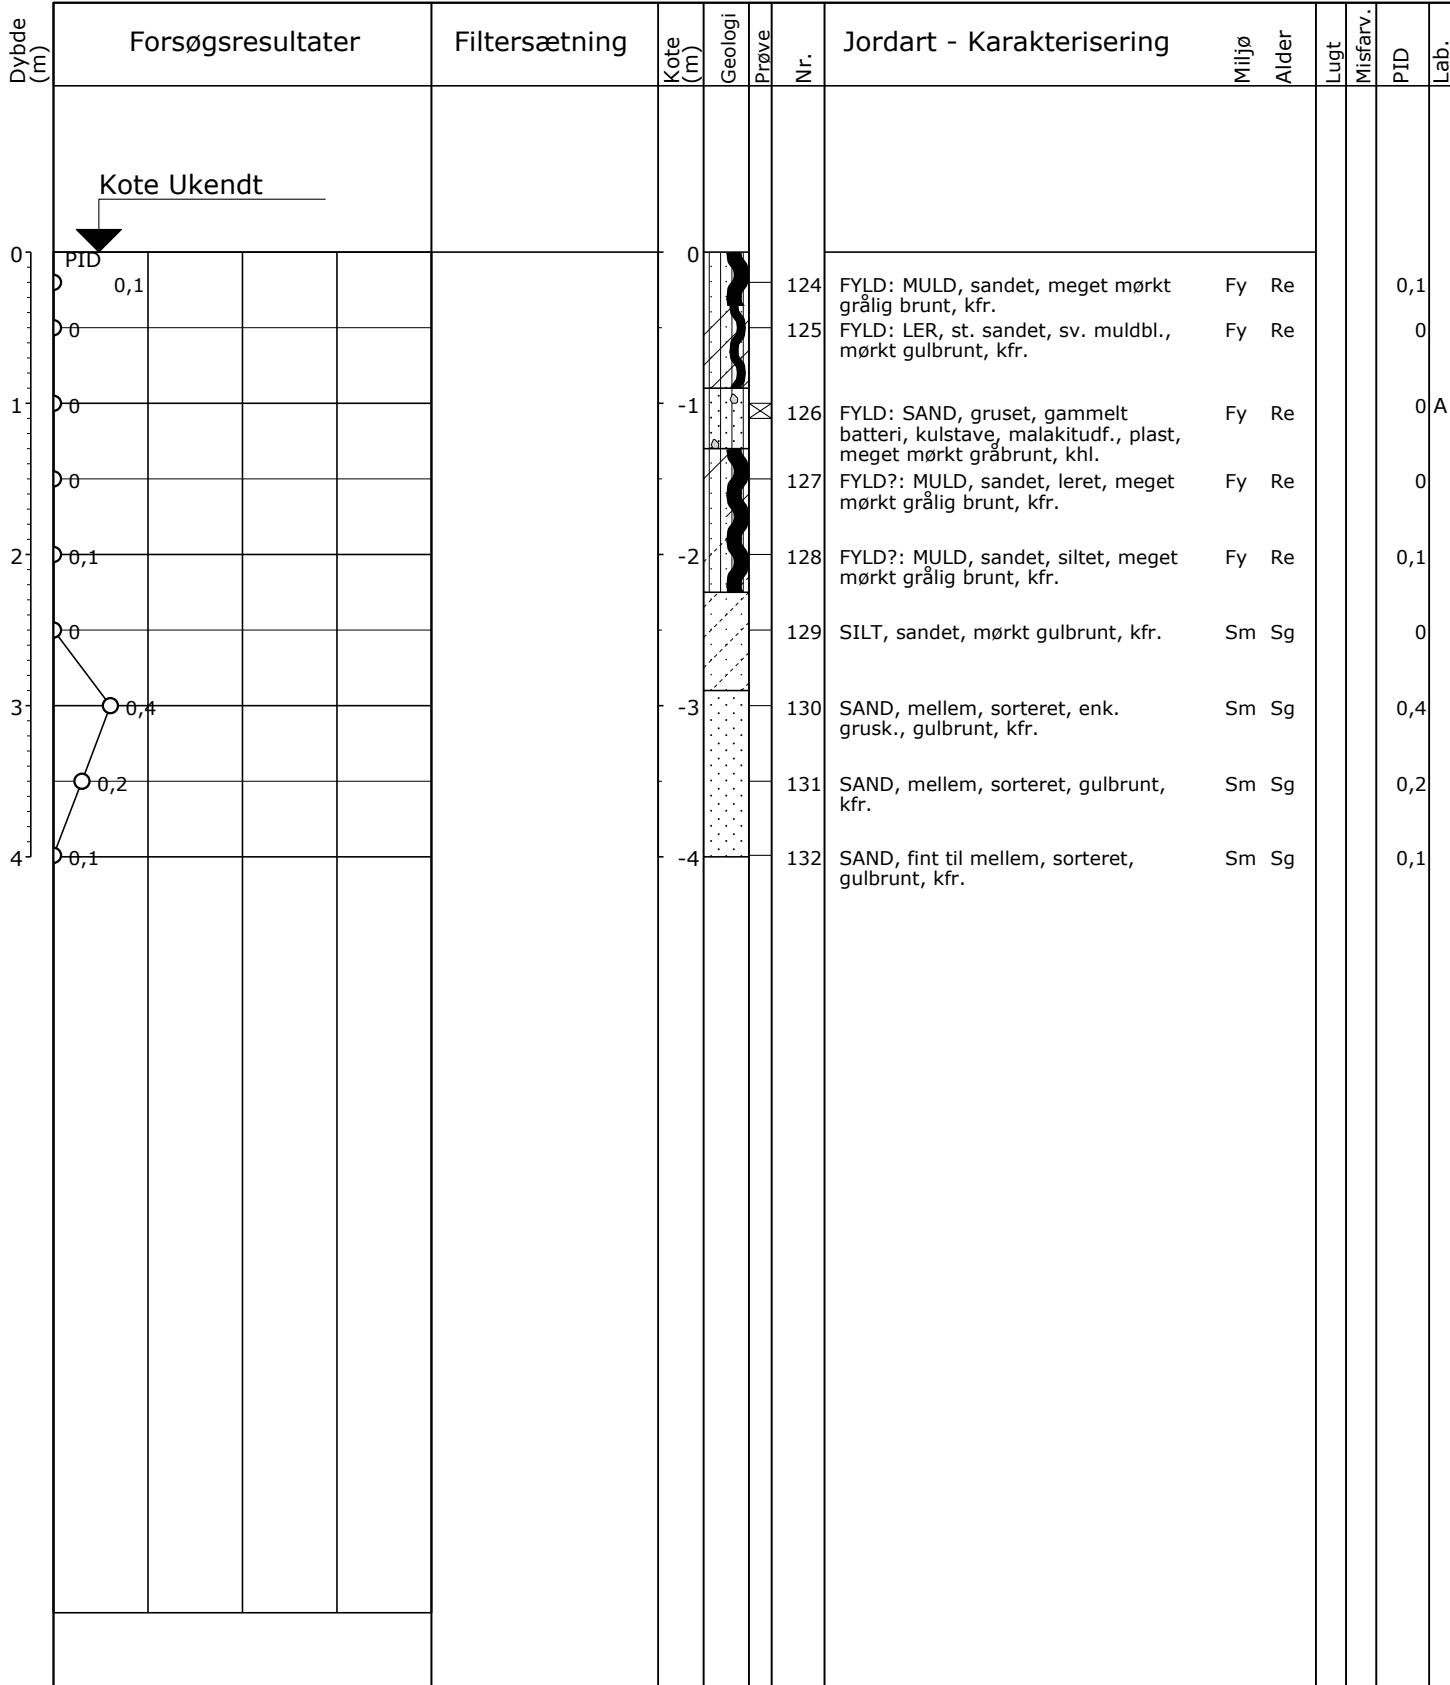 Dybde (m) Forsøgsresultater Filtersætning Kote (m) Geologi Prøve Nr. Jordart - Karakterisering Miljø Alder Lugt Misfarv. PID Lab.
Kote Ukendt
0 PID 0
0,1 124 FYLD: MULD, sandet, meget mørkt Fy Re 0,1
grålig brunt, kfr.
0 125 FYLD: LER, st. sandet, sv. muldbl., Fy Re 0
mørkt gulbrunt, kfr.
1 0 -1 126 FYLD: SAND, gruset, gammelt Fy Re 0 A
batteri, kulstave, malakitudf., plast,
meget mørkt gråbrunt, khl.
0 127 FYLD?: MULD, sandet, leret, meget Fy Re 0
mørkt grålig brunt, kfr.
2 0,1 -2 128 FYLD?: MULD, sandet, siltet, meget Fy Re 0,1
mørkt grålig brunt, kfr.
0 129 SILT, sandet, mørkt gulbrunt, kfr. Sm Sg 0
3 0,4 -3 130 SAND, mellem, sorteret, enk. Sm Sg 0,4
grusk., gulbrunt, kfr.
0,2 131 SAND, mellem, sorteret, gulbrunt, Sm Sg 0,2
kfr.
4 0,1 -4 132 SAND, fint til mellem, sorteret, Sm Sg 0,1
gulbrunt, kfr.